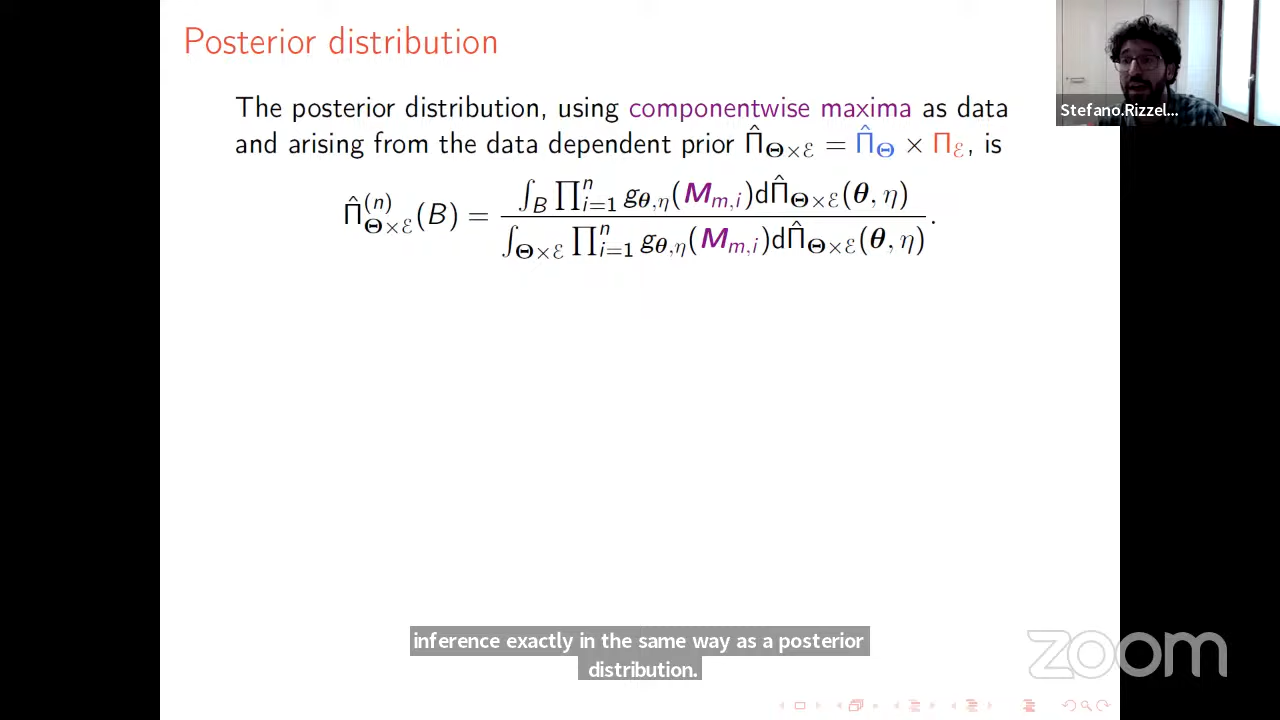 Posterior distribution
Stefano.Rizzel...
The posterior distribution, using componentwise maxima as data
and arising from the data dependent prior Π̂_{Θ×ℰ} = Π̂_Θ × Π_ℰ, is
Π̂^{(n)}_{Θ×ℰ}(B) = ∫_B ∏_{i=1}^n g_{θ,η}(M_{m,i})dΠ̂_{Θ×ℰ}(θ, η) / ∫_{Θ×ℰ} ∏_{i=1}^n g_{θ,η}(M_{m,i})dΠ̂_{Θ×ℰ}(θ, η) .
inference exactly in the same way as a posterior
distribution.
zoom